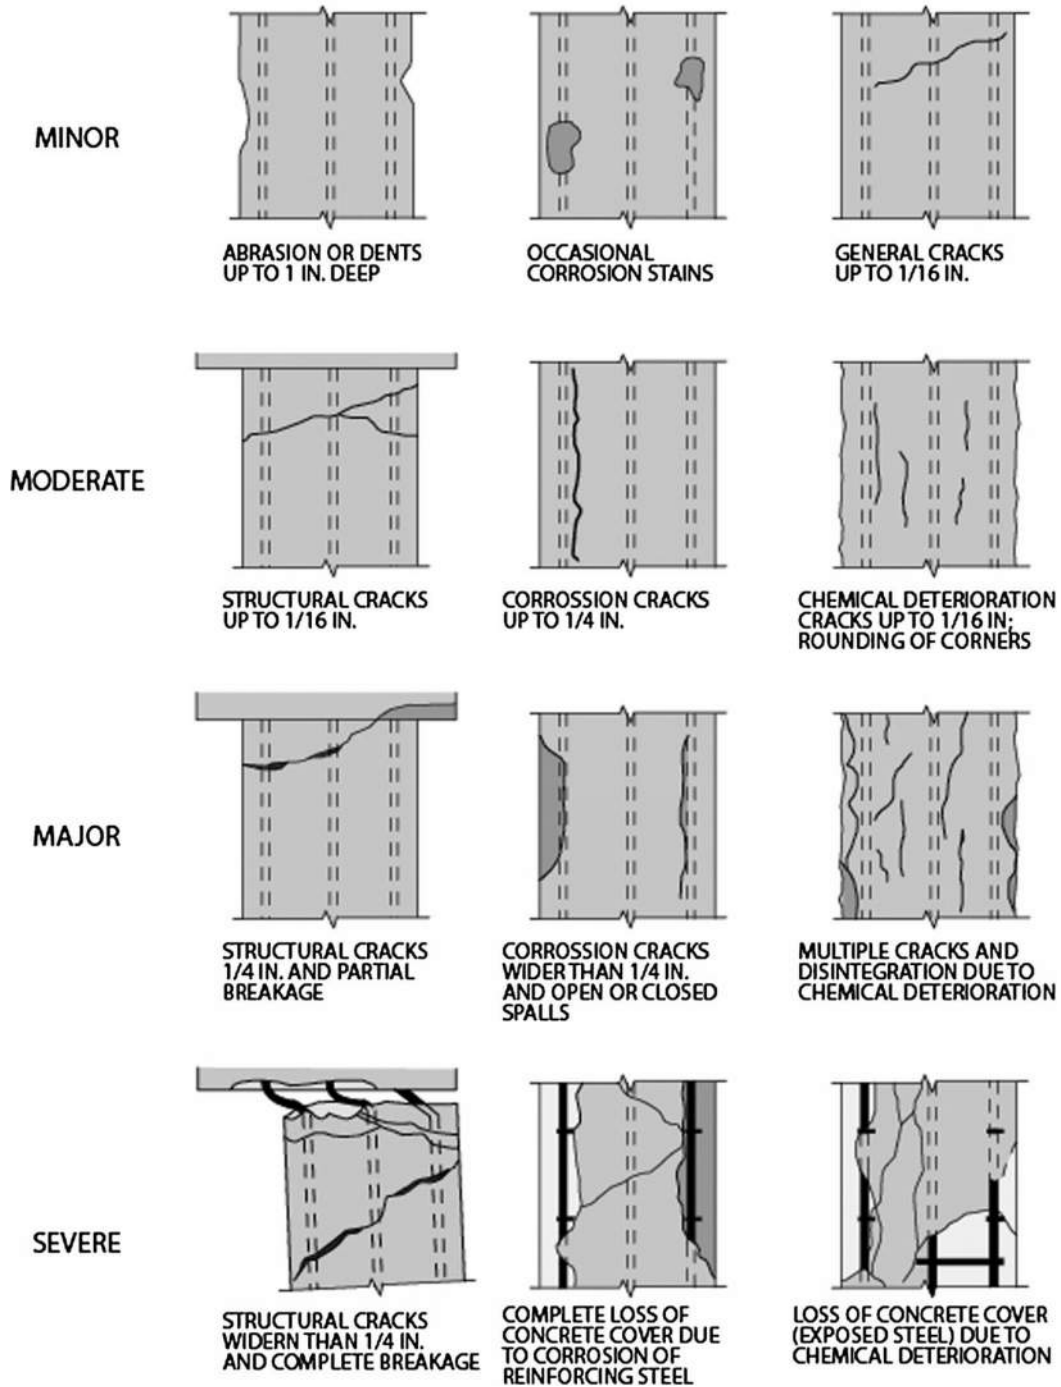 MINOR
ABRASION OR DENTS
UP TO 1 IN. DEEP
OCCASIONAL
CORROSION STAINS
GENERAL CRACKS
UP TO 1/16 IN.
MODERATE
STRUCTURAL CRACKS
UP TO 1/16 IN.
CORROSSION CRACKS
UP TO 1/4 IN.
CHEMICAL DETERIORATION
CRACKS UP TO 1/16 IN;
ROUNDING OF CORNERS
MAJOR
STRUCTURAL CRACKS
1/4 IN. AND PARTIAL
BREAKAGE
CORROSSION CRACKS
WIDER THAN 1/4 IN.
AND OPEN OR CLOSED
SPALLS
MULTIPLE CRACKS AND
DISINTEGRATION DUE TO
CHEMICAL DETERIORATION
SEVERE
STRUCTURAL CRACKS
WIDERN THAN 1/4 IN.
AND COMPLETE BREAKAGE
COMPLETE LOSS OF
CONCRETE COVER DUE
TO CORROSION OF
REINFORCING STEEL
LOSS OF CONCRETE COVER
(EXPOSED STEEL) DUE TO
CHEMICAL DETERIORATION